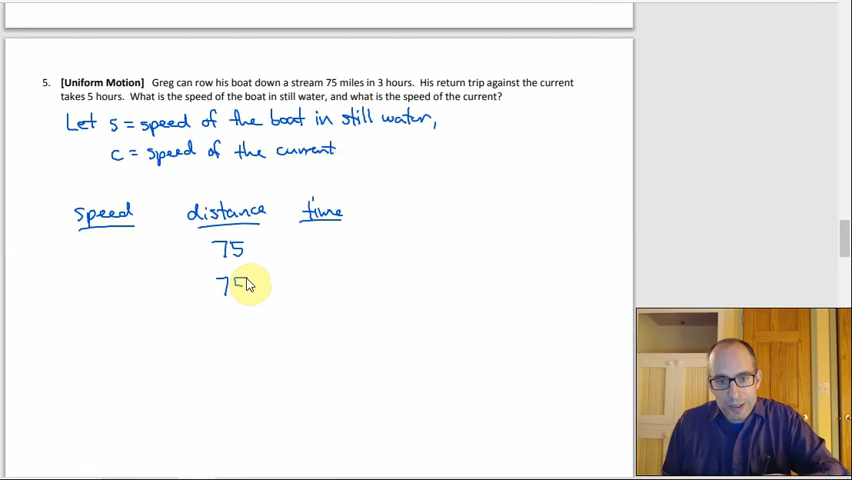 5. [Uniform Motion] Greg can row his boat down a stream 75 miles in 3 hours. His return trip against the current
takes 5 hours. What is the speed of the boat in still water, and what is the speed of the current?
Let s = speed of the boat in still water,
c = speed of the current
speed distance time
75
75